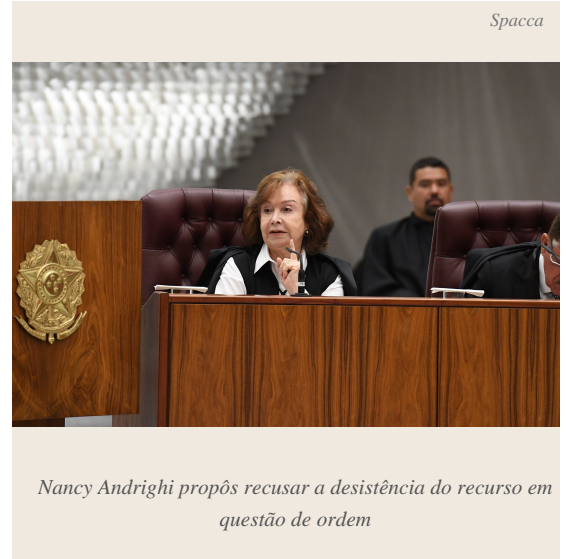 Spacca
Nancy Andrighi propôs recusar a desistência do recurso em
questão de ordem